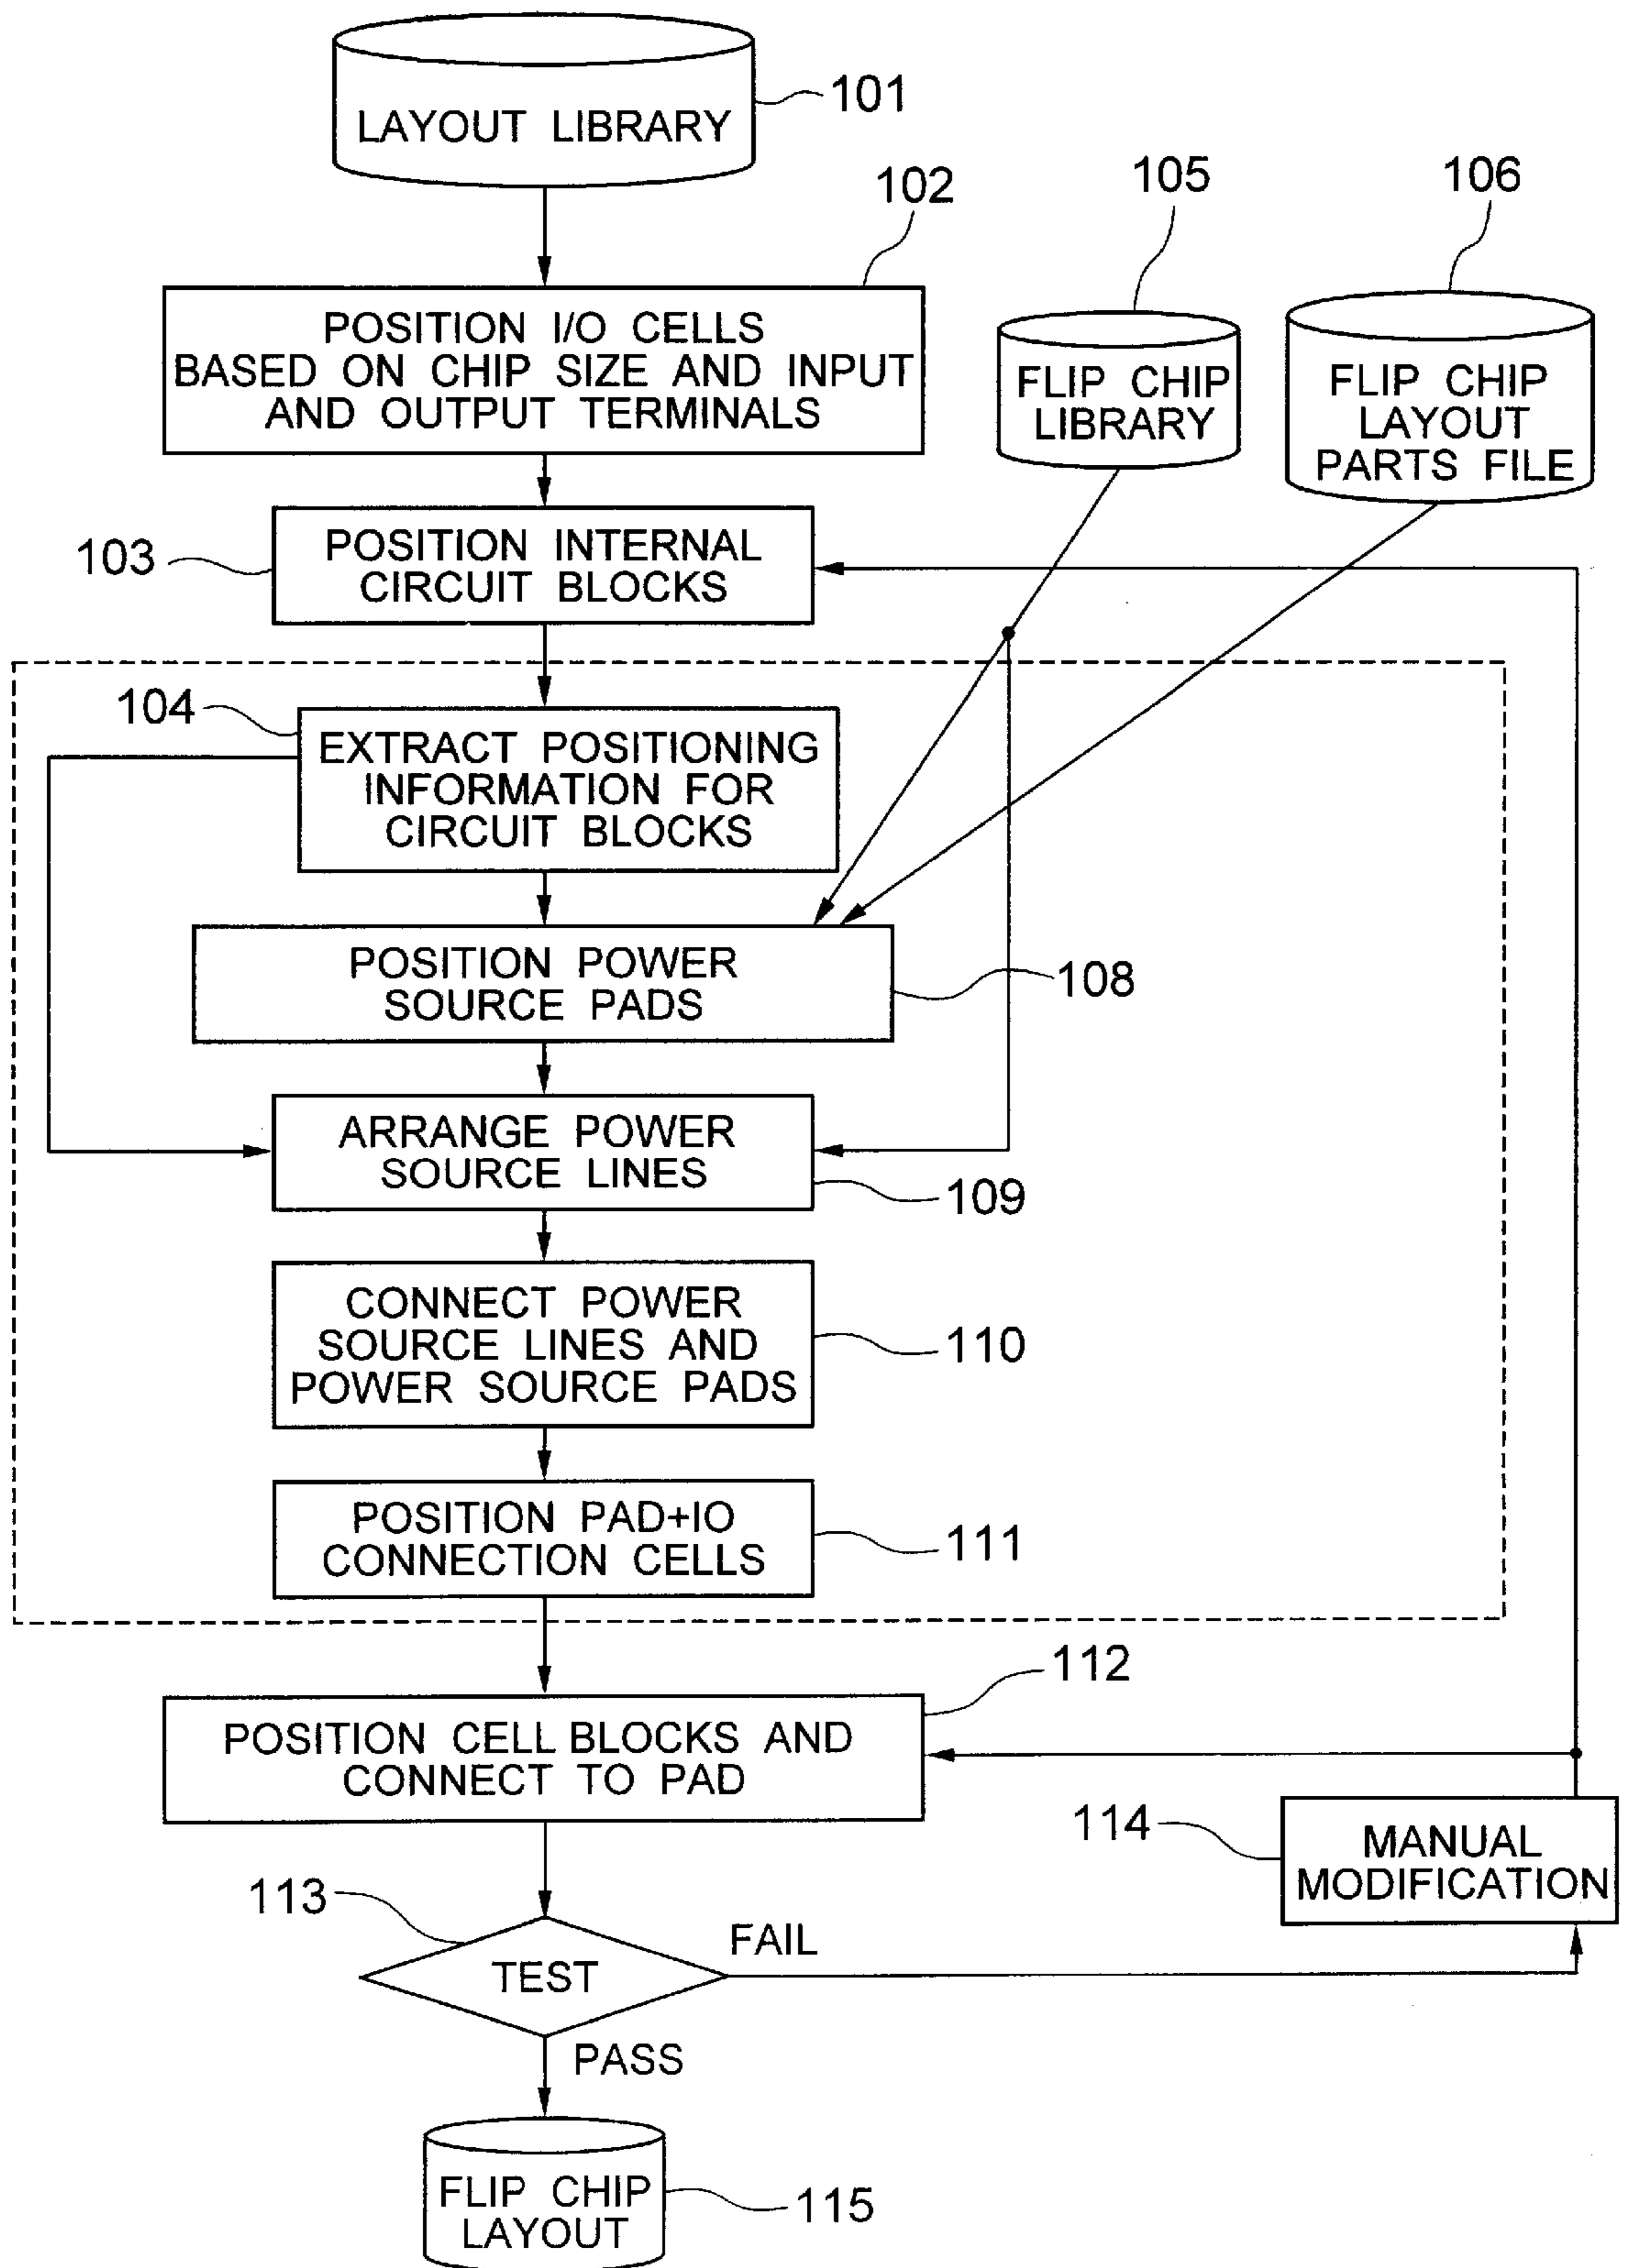 LAYOUT LIBRARY
101
102
105
106
POSITION I/O CELLS
BASED ON CHIP SIZE AND INPUT
AND OUTPUT TERMINALS
FLIP CHIP
LIBRARY
FLIP CHIP
LAYOUT
PARTS FILE
103
POSITION INTERNAL
CIRCUIT BLOCKS
104
EXTRACT POSITIONING
INFORMATION FOR
CIRCUIT BLOCKS
POSITION POWER
SOURCE PADS
108
ARRANGE POWER
SOURCE LINES
109
CONNECT POWER
SOURCE LINES AND
POWER SOURCE PADS
110
POSITION PAD+IO
CONNECTION CELLS
111
112
POSITION CELL BLOCKS AND
CONNECT TO PAD
114
MANUAL
MODIFICATION
113
TEST
FAIL
PASS
FLIP CHIP
LAYOUT
115